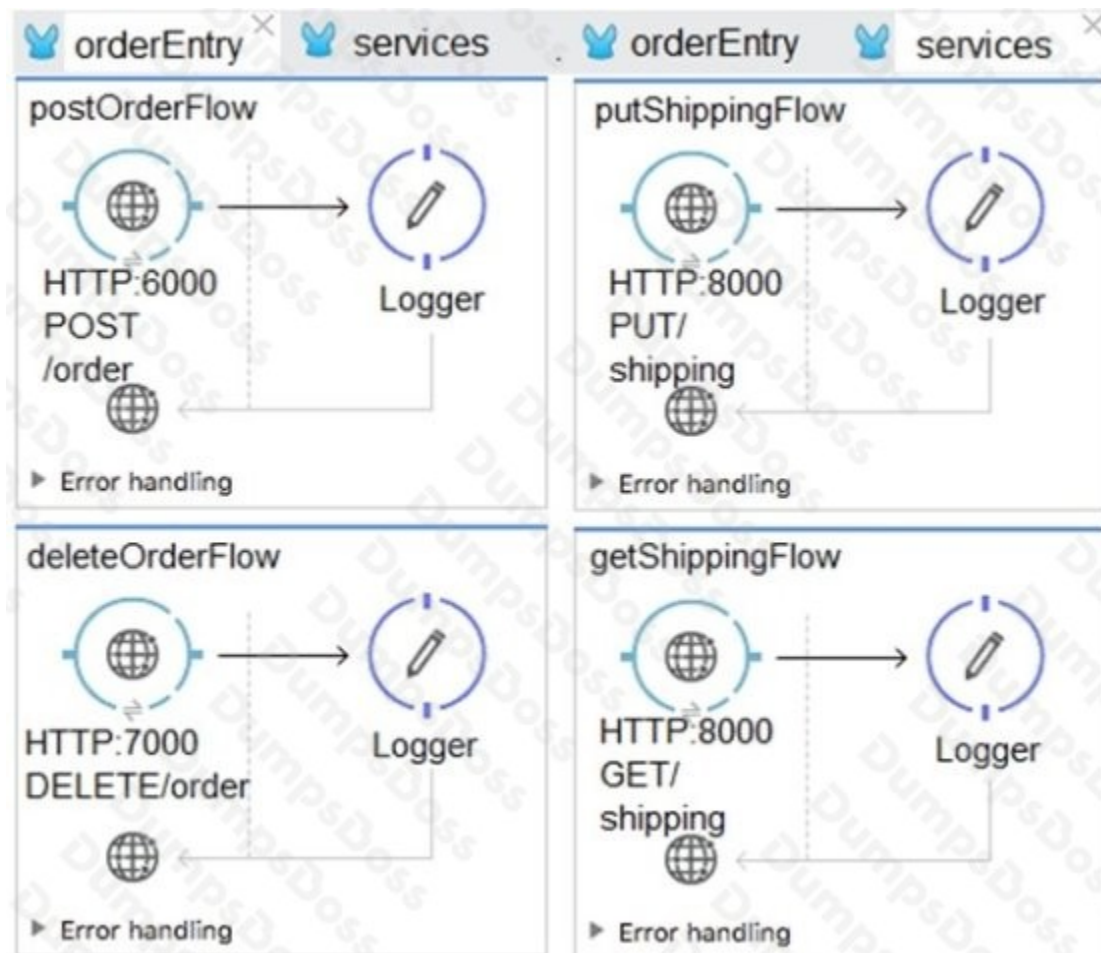 orderEntry × services
orderEntry services ×
postOrderFlow
HTTP:6000
POST
/order
Logger
Error handling
deleteOrderFlow
HTTP:7000
DELETE/order
Logger
Error handling
putShippingFlow
HTTP:8000
PUT/
shipping
Logger
Error handling
getShippingFlow
HTTP:8000
GET/
shipping
Logger
Error handling
DumpsDoss